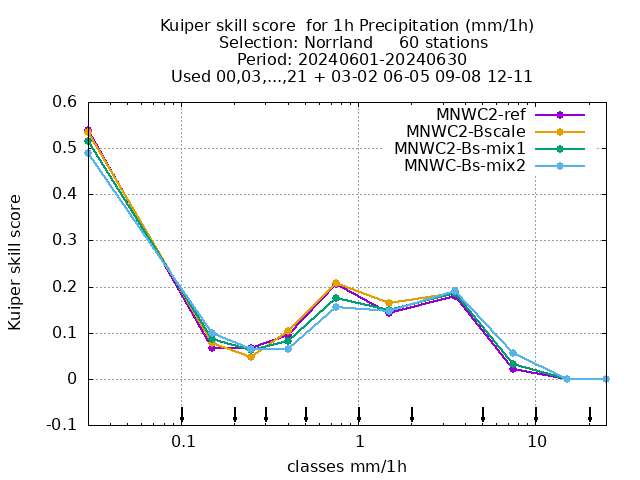 Kuiper skill score  for 1h Precipitation (mm/1h)
Selection: Norrland     60 stations
Period: 20240601-20240630
Used 00,03,...,21 + 03-02 06-05 09-08 12-11
MNWC2-ref
MNWC2-Bscale
MNWC2-Bs-mix1
MNWC-Bs-mix2
Kuiper skill score
0.6
0.5
0.4
0.3
0.2
0.1
0
-0.1
0.1
1
10
classes mm/1h